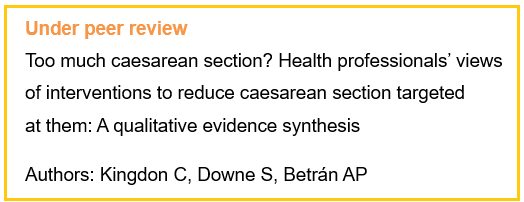 Under peer review
Too much caesarean section? Health professionals’ views
of interventions to reduce caesarean section targeted
at them: A qualitative evidence synthesis
Authors: Kingdon C, Downe S, Betrán AP